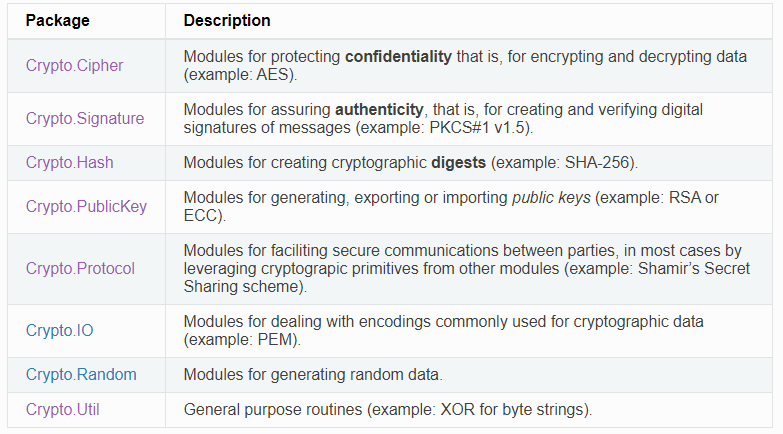 Package Description
Crypto.Cipher Modules for protecting confidentiality that is, for encrypting and decrypting data
(example: AES).
Crypto.Signature Modules for assuring authenticity, that is, for creating and verifying digital
signatures of messages (example: PKCS#1 v1.5).
Crypto.Hash Modules for creating cryptographic digests (example: SHA-256).
Crypto.PublicKey Modules for generating, exporting or importing public keys (example: RSA or
ECC).
Crypto.Protocol Modules for faciliting secure communications between parties, in most cases by
leveraging cryptograpic primitives from other modules (example: Shamir’s Secret
Sharing scheme).
Crypto.IO Modules for dealing with encodings commonly used for cryptographic data
(example: PEM).
Crypto.Random Modules for generating random data.
Crypto.Util General purpose routines (example: XOR for byte strings).